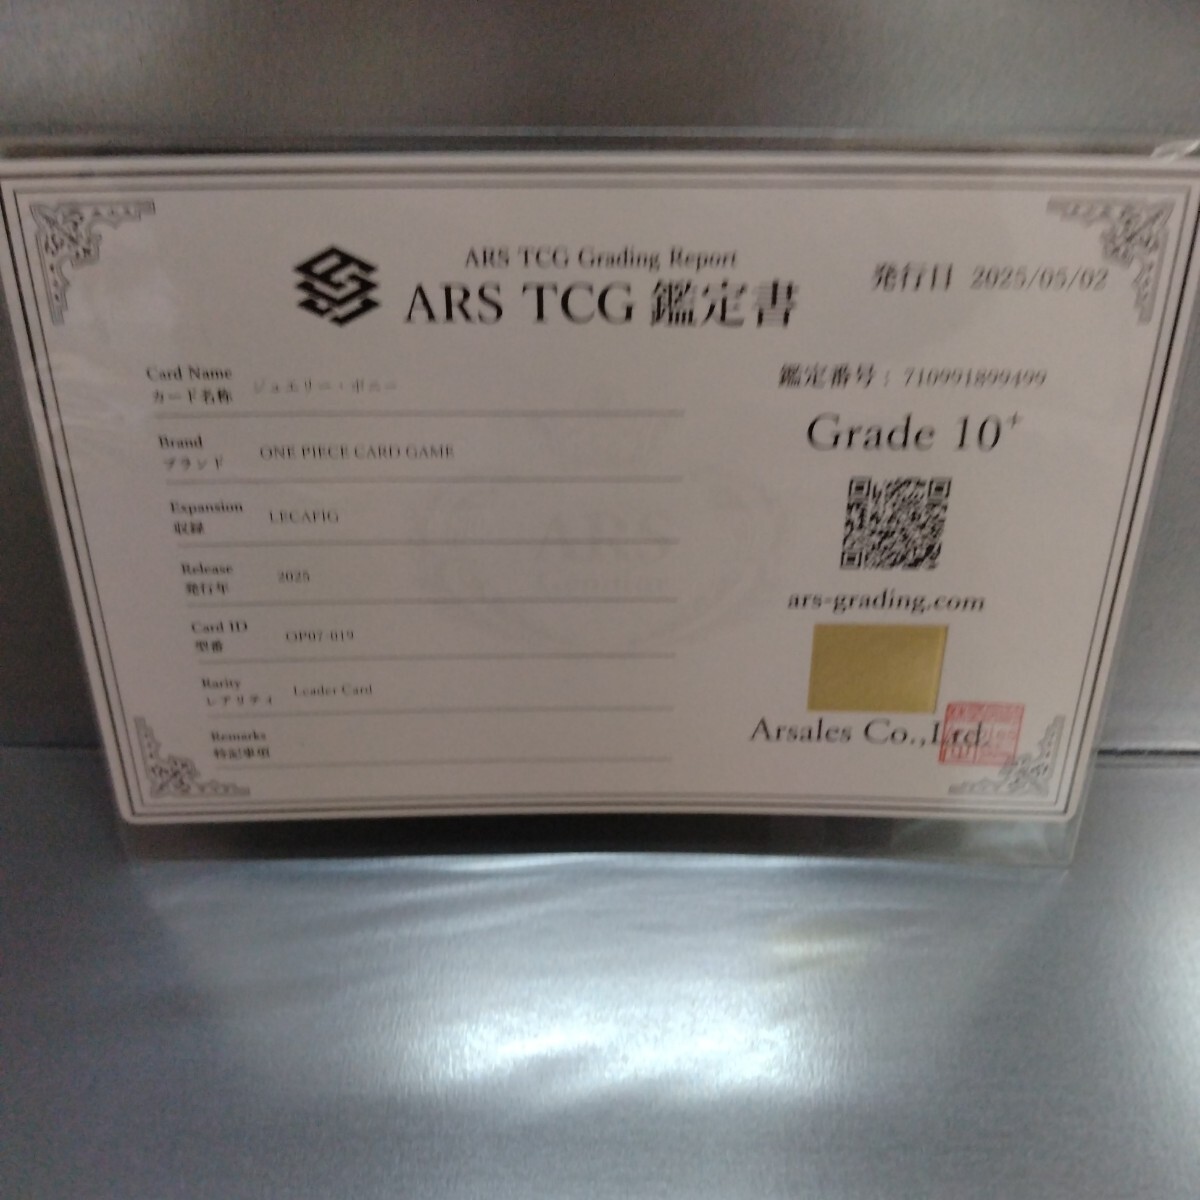 ARS TCG Grading Report
ARS TCG 鑑定書
発行日 2025/05/02
Card Name
カード名称
ジュエリー・ボニー
Brand
ブランド
ONE PIECE CARD GAME
Expansion
収録
LECAFIG
Release
発行年
2025
Card ID
型番
OP07-019
Rarity
レアリティ
Leader Card
Remarks
特記事項
鑑定番号：710991899499
Grade 10+
ars-grading.com
Arsales Co.,Ltd.
ARS